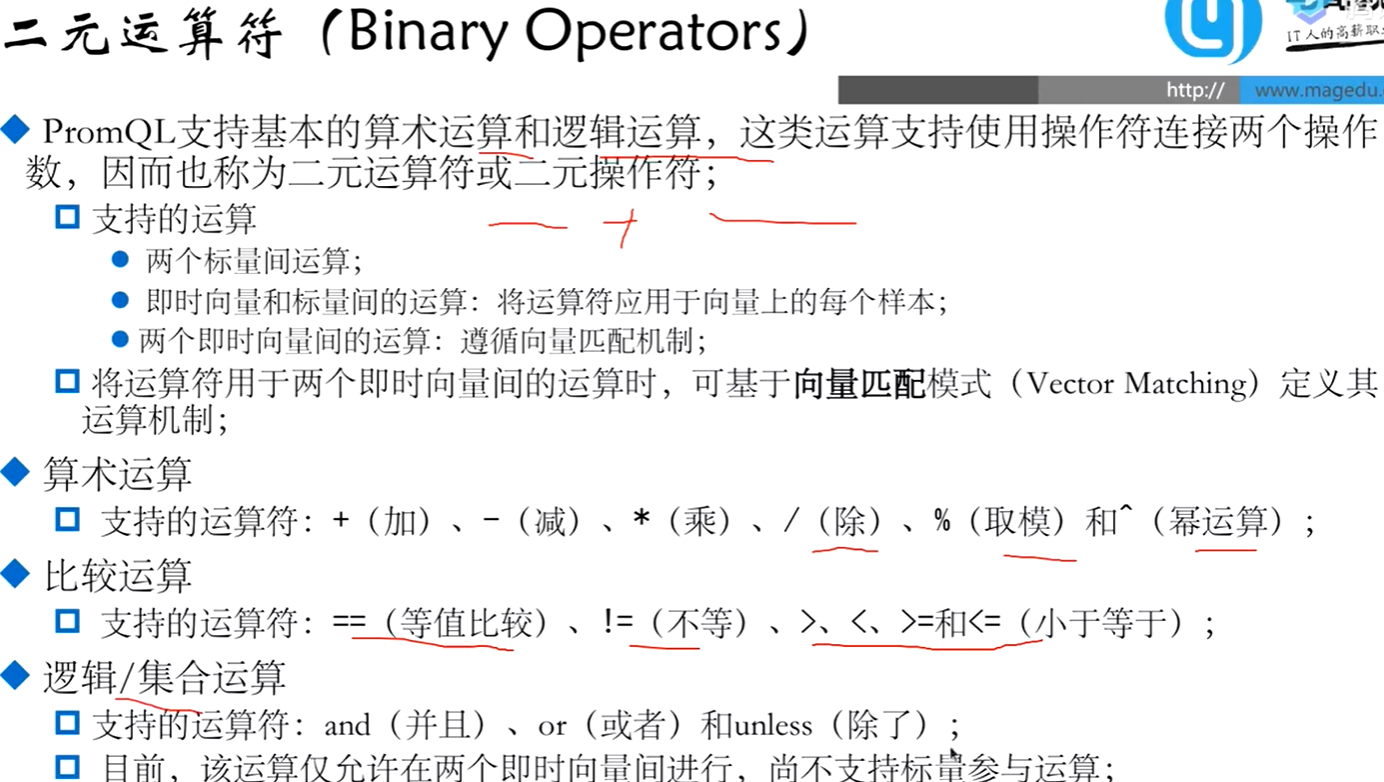 二元运算符（Binary Operators）
IT人的高薪职
http://
www.magedu.
PromQL支持基本的算术运算和逻辑运算，这类运算支持使用操作符连接两个操作
数，因而也称为二元运算符或二元操作符；
支持的运算
两个标量间运算；
即时向量和标量间的运算：将运算符应用于向量上的每个样本；
两个即时向量间的运算：遵循向量匹配机制；
将运算符用于两个即时向量间的运算时，可基于向量匹配模式（Vector Matching）定义其
运算机制；
算术运算
支持的运算符：+（加）、-（减）、*（乘）、/（除）、%（取模）和^（幂运算）；
比较运算
支持的运算符：==（等值比较）、!=（不等）、>、<、>=和<=（小于等于）；
逻辑/集合运算
支持的运算符：and（并且）、or（或者）和unless（除了）；
目前，该运算仅允许在两个即时向量间进行，尚不支持标量参与运算；